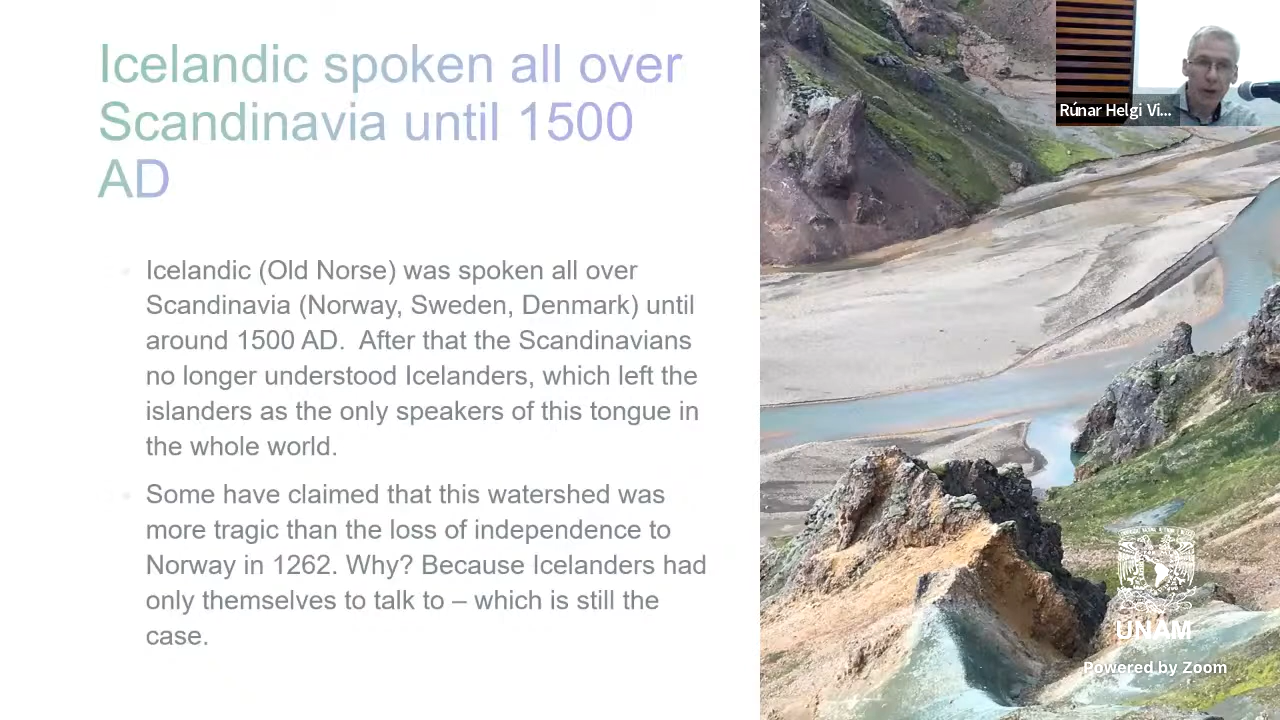 Icelandic spoken all over
Scandinavia until 1500
AD
Icelandic (Old Norse) was spoken all over
Scandinavia (Norway, Sweden, Denmark) until
around 1500 AD.  After that the Scandinavians
no longer understood Icelanders, which left the
islanders as the only speakers of this tongue in
the whole world.
Some have claimed that this watershed was
more tragic than the loss of independence to
Norway in 1262. Why? Because Icelanders had
only themselves to talk to – which is still the
case.
Rúnar Helgi Vi...
UNAM
Powered by Zoom